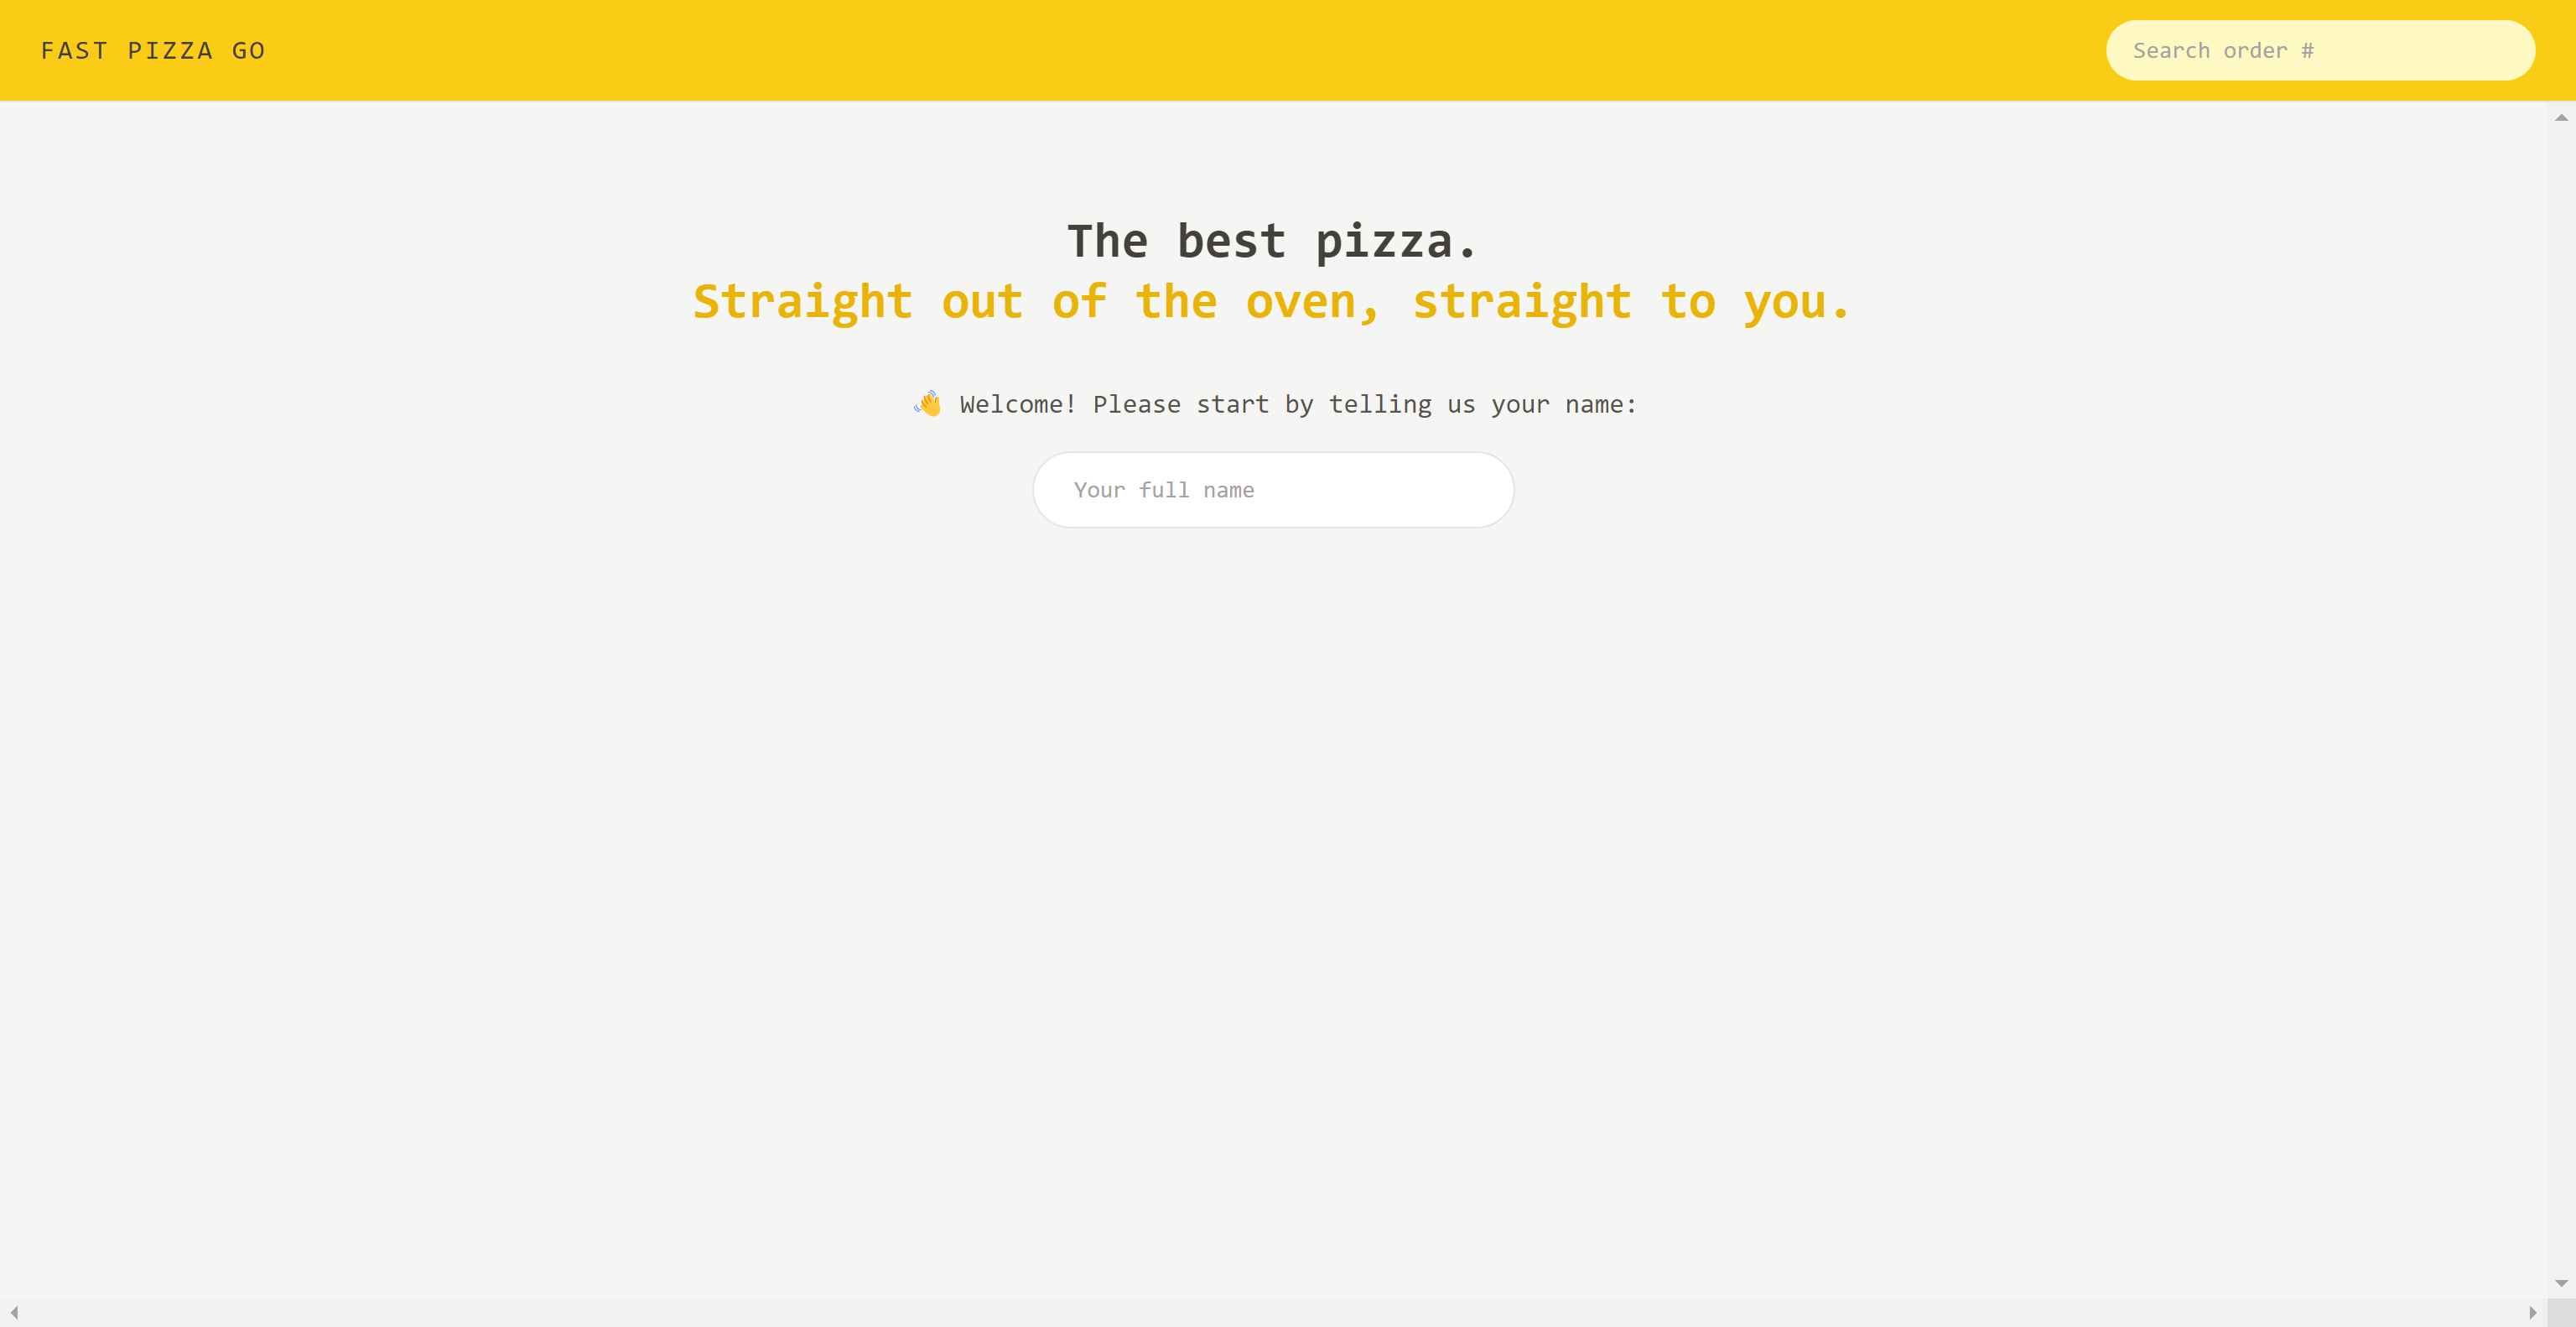 FAST PIZZA GO
Search order #
The best pizza.
Straight out of the oven, straight to you.
👋 Welcome! Please start by telling us your name:
Your full name